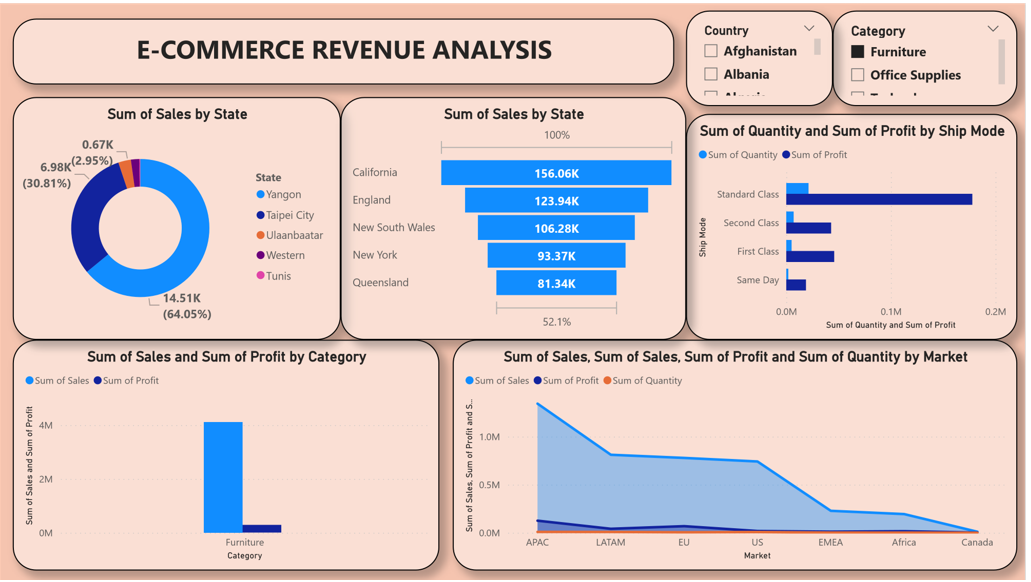 E-COMMERCE REVENUE ANALYSIS
Country
Afghanistan
Albania
Category
Furniture
Office Supplies
Sum of Sales by State
0.67K
(2.95%)
6.98K
(30.81%)
14.51K
(64.05%)
State
Yangon
Taipei City
Ulaanbaatar
Western
Tunis
Sum of Sales by State
100%
California 156.06K
England 123.94K
New South Wales 106.28K
New York 93.37K
Queensland 81.34K
52.1%
Sum of Quantity and Sum of Profit by Ship Mode
Sum of Quantity Sum of Profit
Ship Mode
Standard Class
Second Class
First Class
Same Day
0.0M 0.1M 0.2M
Sum of Quantity and Sum of Profit
Sum of Sales and Sum of Profit by Category
Sum of Sales Sum of Profit
Sum of Sales and Sum of Profit
4M
2M
0M
Furniture
Category
Sum of Sales, Sum of Sales, Sum of Profit and Sum of Quantity by Market
Sum of Sales Sum of Profit Sum of Quantity
Sum of Sales, Sum of Profit and S...
1.0M
0.5M
0.0M
APAC LATAM EU US EMEA Africa Canada
Market